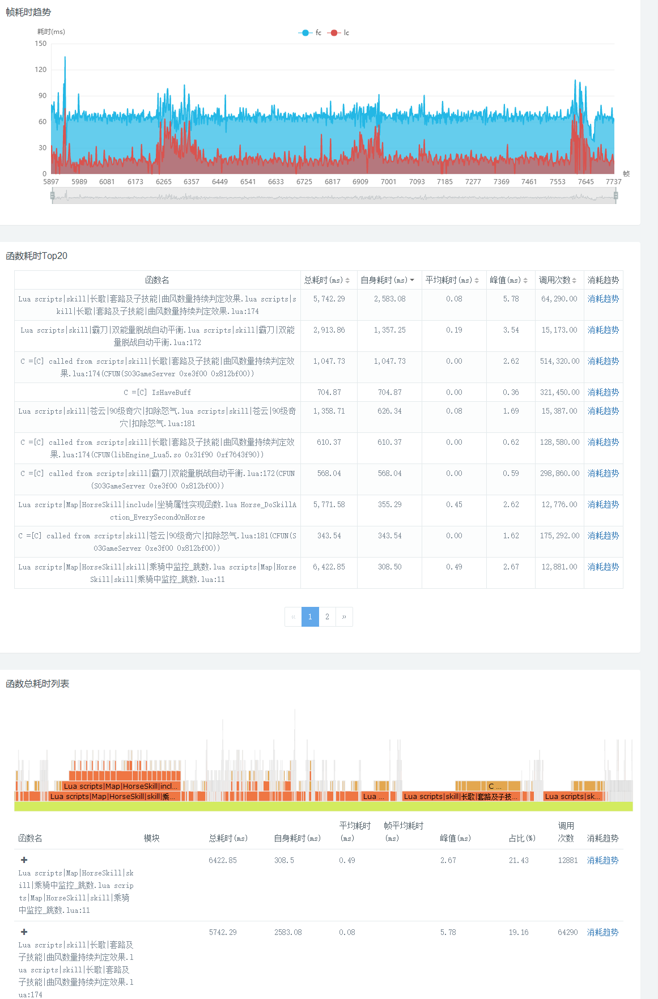 帧耗时趋势
耗时(ms)
fc lc
150
120
90
60
30
0
5897 5989 6081 6173 6265 6357 6449 6541 6633 6725 6817 6909 7001 7093 7185 7277 7369 7461 7553 7645 7737 帧
函数耗时Top20
函数名 总耗时(ms) 自身耗时(ms) 平均耗时(ms) 峰值(ms) 调用次数 消耗趋势
Lua scripts|skill|长歌|套路及子技能|曲风数量持续判定效果.lua scripts|s 5,742.29 2,583.08 0.08 5.78 64,290.00 消耗趋势
kill|长歌|套路及子技能|曲风数量持续判定效果.lua:174
Lua scripts|skill|霸刀|双能量脱战自动平衡.lua scripts|skill|霸刀|双能 2,913.86 1,357.25 0.19 3.54 15,173.00 消耗趋势
量脱战自动平衡.lua:172
C =[C] called from scripts|skill|长歌|套路及子技能|曲风数量持续判定效 1,047.73 1,047.73 0.00 2.62 514,320.00 消耗趋势
果.lua:174(CFUN(SO3GameServer 0xe3f00 0x812bf00))
C =[C] IsHaveBuff 704.87 704.87 0.00 0.36 321,450.00 消耗趋势
Lua scripts|skill|苍云|90级奇穴|扣除怒气.lua scripts|skill|苍云|90级奇 1,358.71 626.34 0.08 1.69 15,387.00 消耗趋势
穴|扣除怒气.lua:181
C =[C] called from scripts|skill|长歌|套路及子技能|曲风数量持续判定效 610.37 610.37 0.00 0.62 128,580.00 消耗趋势
果.lua:174(CFUN(libEngine_Lua5.so 0x31f90 0xf7643f90))
C =[C] called from scripts|skill|霸刀|双能量脱战自动平衡.lua:172(CFUN 568.04 568.04 0.00 0.59 298,860.00 消耗趋势
(SO3GameServer 0xe3f00 0x812bf00))
Lua scripts|Map|HorseSkill|include|坐骑属性实现函数.lua Horse_DoSkillA 5,771.58 355.29 0.45 2.62 12,776.00 消耗趋势
ction_EverySecondOnHorse
C =[C] called from scripts|skill|苍云|90级奇穴|扣除怒气.lua:181(CFUN(S 343.54 343.54 0.00 1.62 175,292.00 消耗趋势
O3GameServer 0xe3f00 0x812bf00))
Lua scripts|Map|HorseSkill|skill|乘骑中监控_跳数.lua scripts|Map|Horse 6,422.85 308.50 0.49 2.67 12,881.00 消耗趋势
Skill|skill|乘骑中监控_跳数.lua:11
« 1 2 »
函数总耗时列表
Lua scripts|Map|HorseSkill|incl... C ...
Lua scripts|Map|HorseSkill|skill|乘... Lua ... Lua scripts|skill|长歌|套路及子技... Lua scripts|sk...
函数名 模块 总耗时(ms) 自身耗时(ms) 平均耗时(ms) 帧平均耗时(ms) 峰值(ms) 占比(%) 调用次数 消耗趋势
6422.85 308.5 0.49 2.67 21.43 12881 消耗趋势
Lua scripts|Map|HorseSkill|sk
ill|乘骑中监控_跳数.lua scrip
ts|Map|HorseSkill|skill|乘骑
中监控_跳数.lua:11
5742.29 2583.08 0.08 5.78 19.16 64290 消耗趋势
Lua scripts|skill|长歌|套路及
子技能|曲风数量持续判定效果.l
ua scripts|skill|长歌|套路及
子技能|曲风数量持续判定效果.l
ua:174